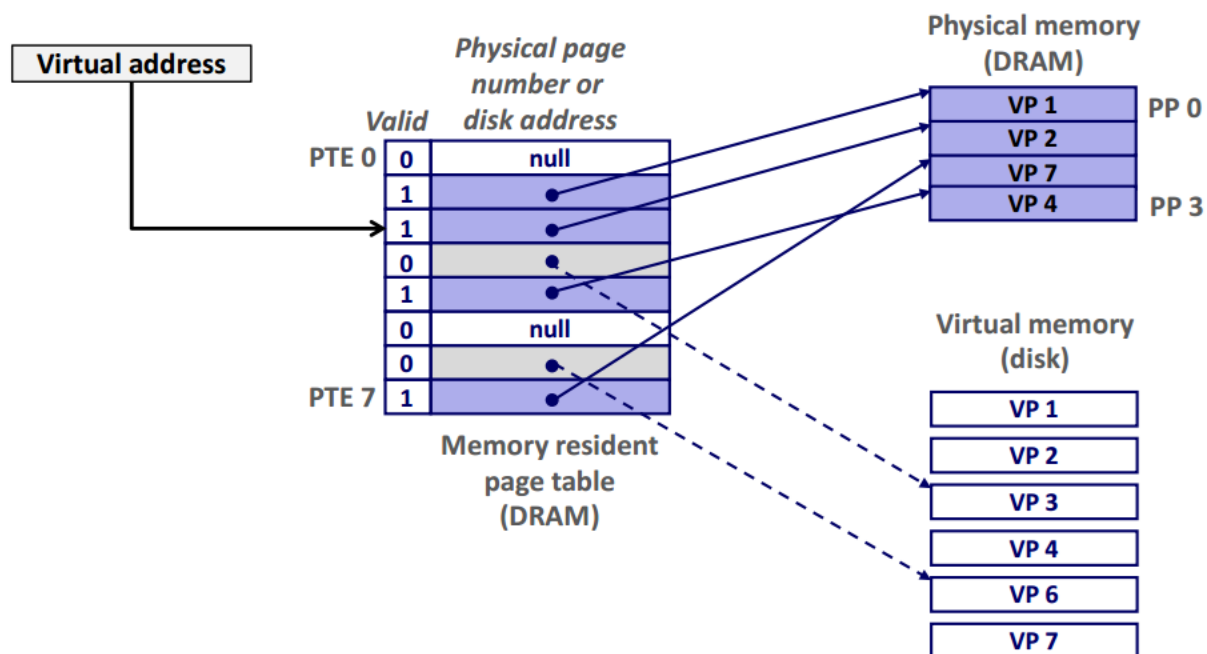 Virtual address
Physical page
number or
disk address
Valid
PTE 0
0
null
1
1
0
1
0
null
0
PTE 7
1
Memory resident
page table
(DRAM)
Physical memory
(DRAM)
VP 1
PP 0
VP 2
VP 7
VP 4
PP 3
Virtual memory
(disk)
VP 1
VP 2
VP 3
VP 4
VP 6
VP 7